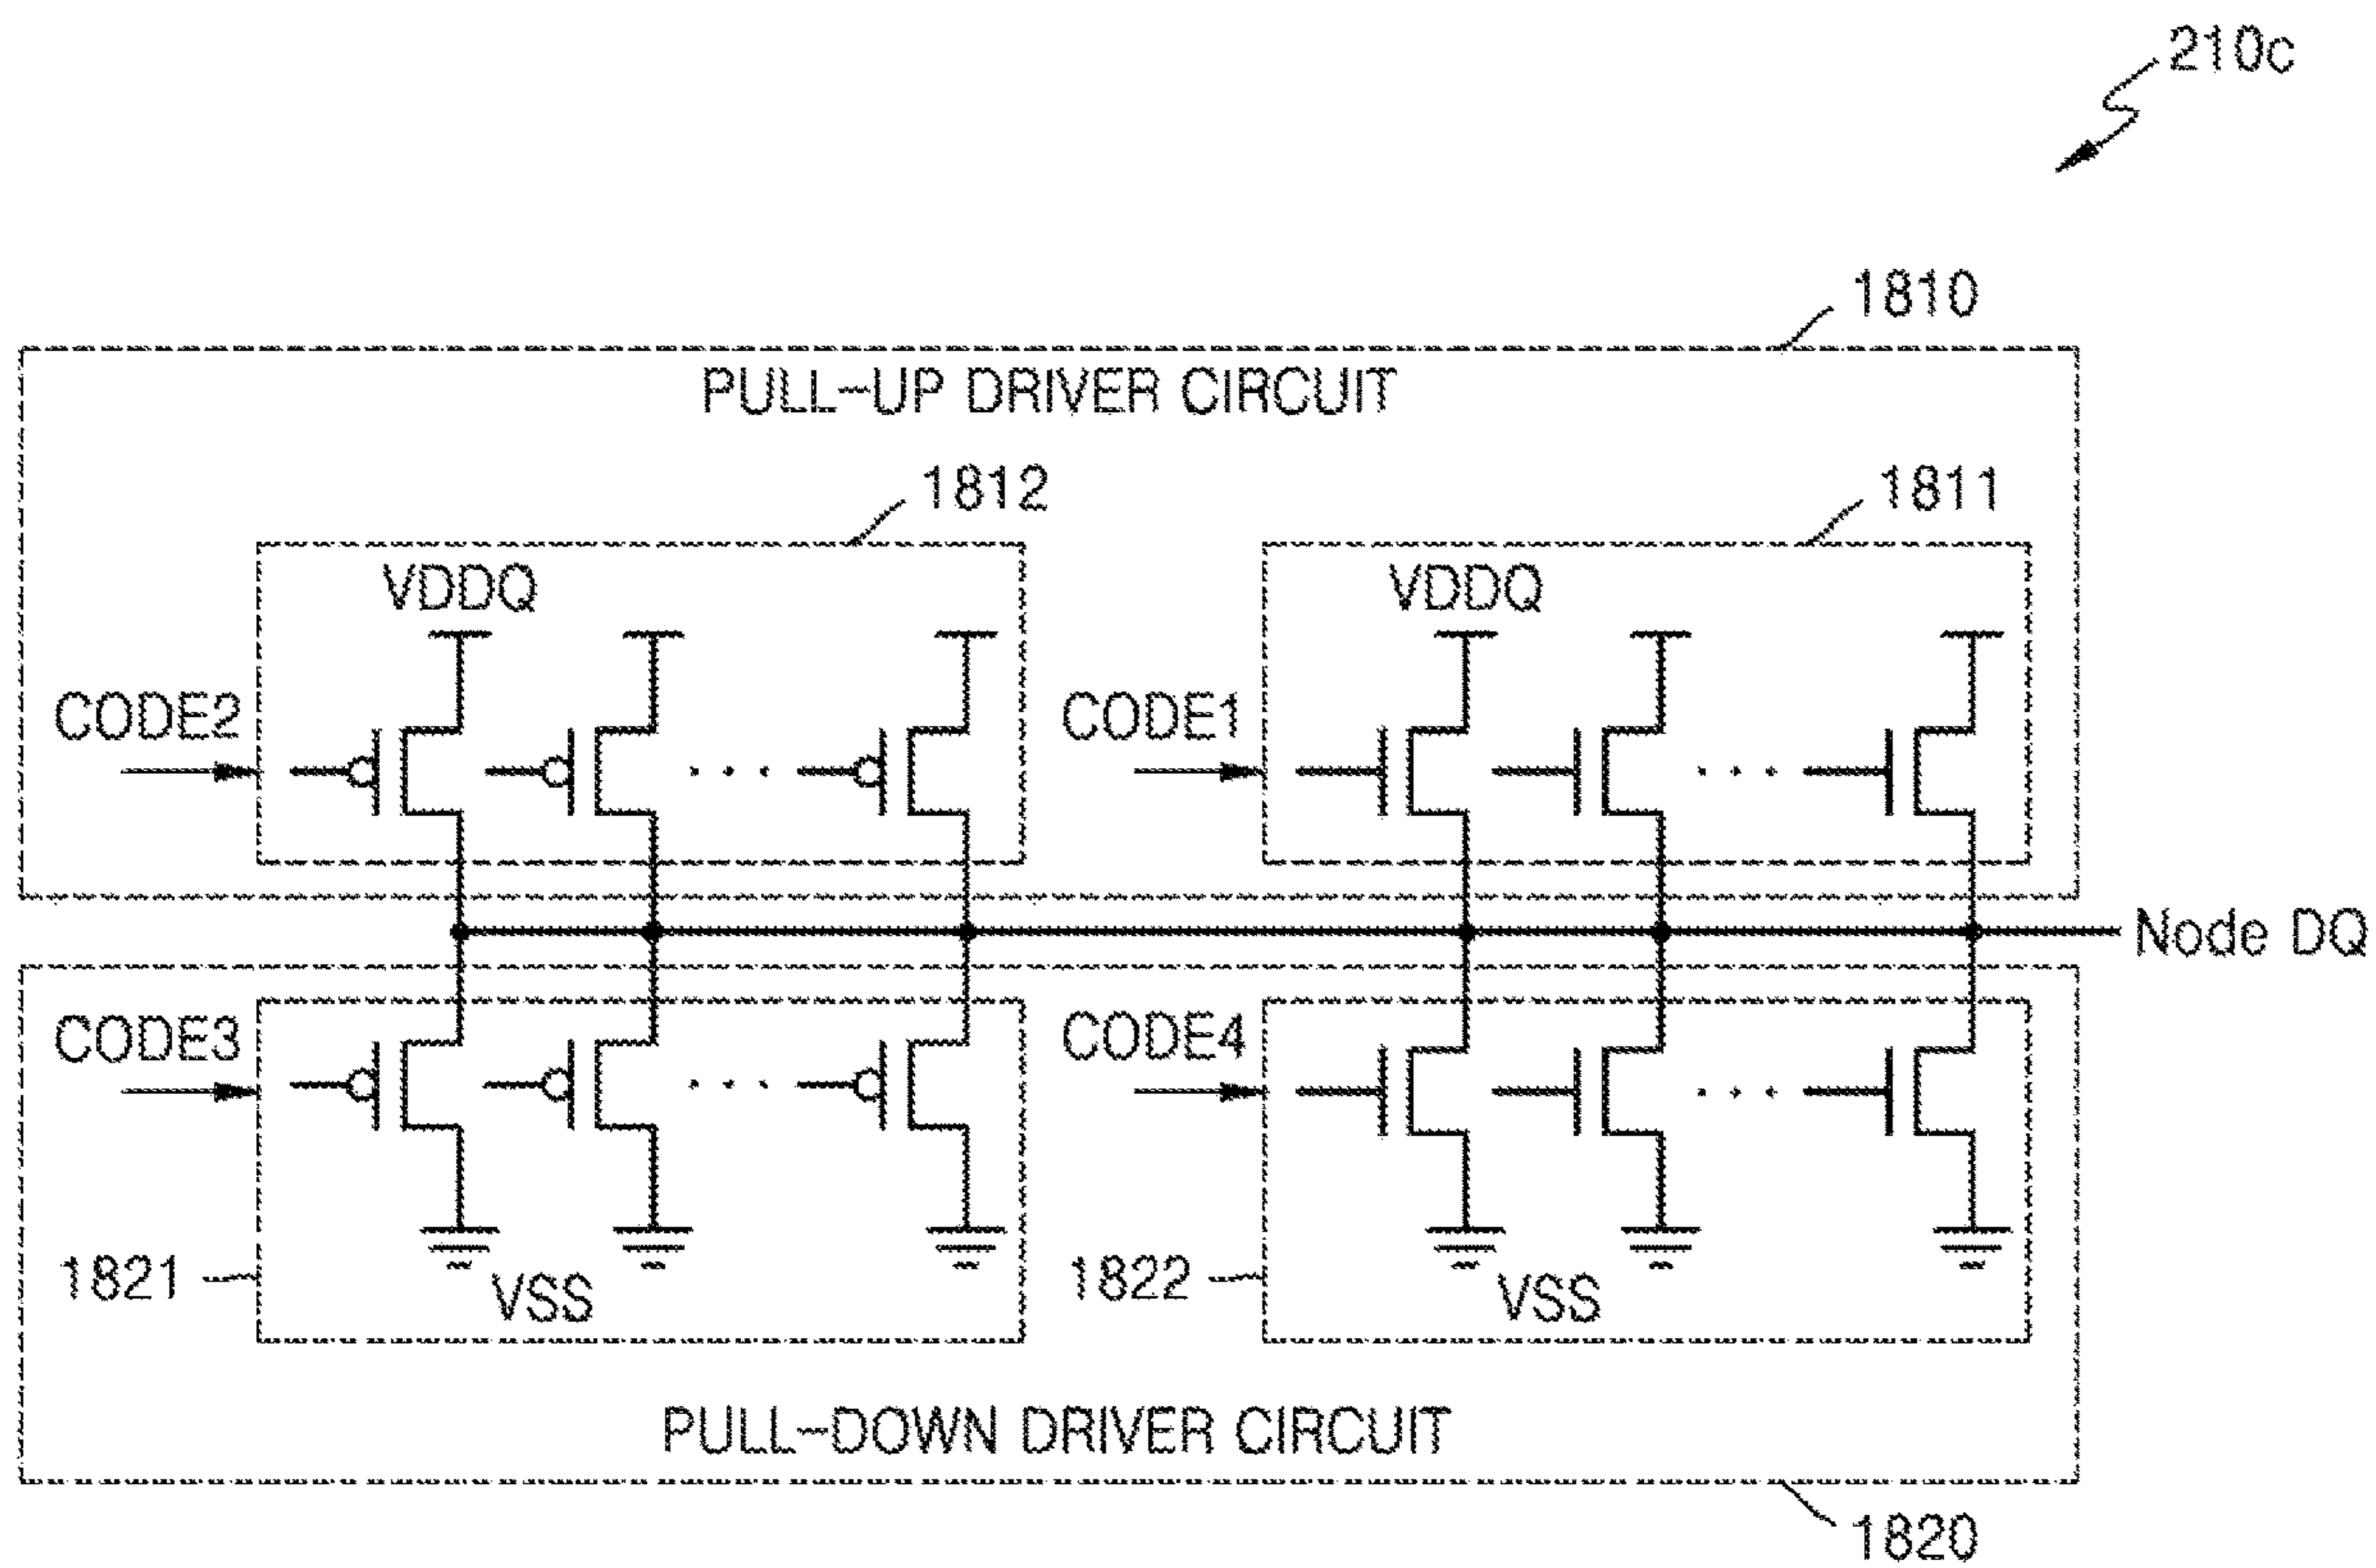 210c
1810
PULL-UP DRIVER CIRCUIT
1812
1811
VDDQ
VDDQ
CODE2
CODE1
Node DQ
CODE3
CODE4
1821
VSS
1822
VSS
PULL-DOWN DRIVER CIRCUIT
1820